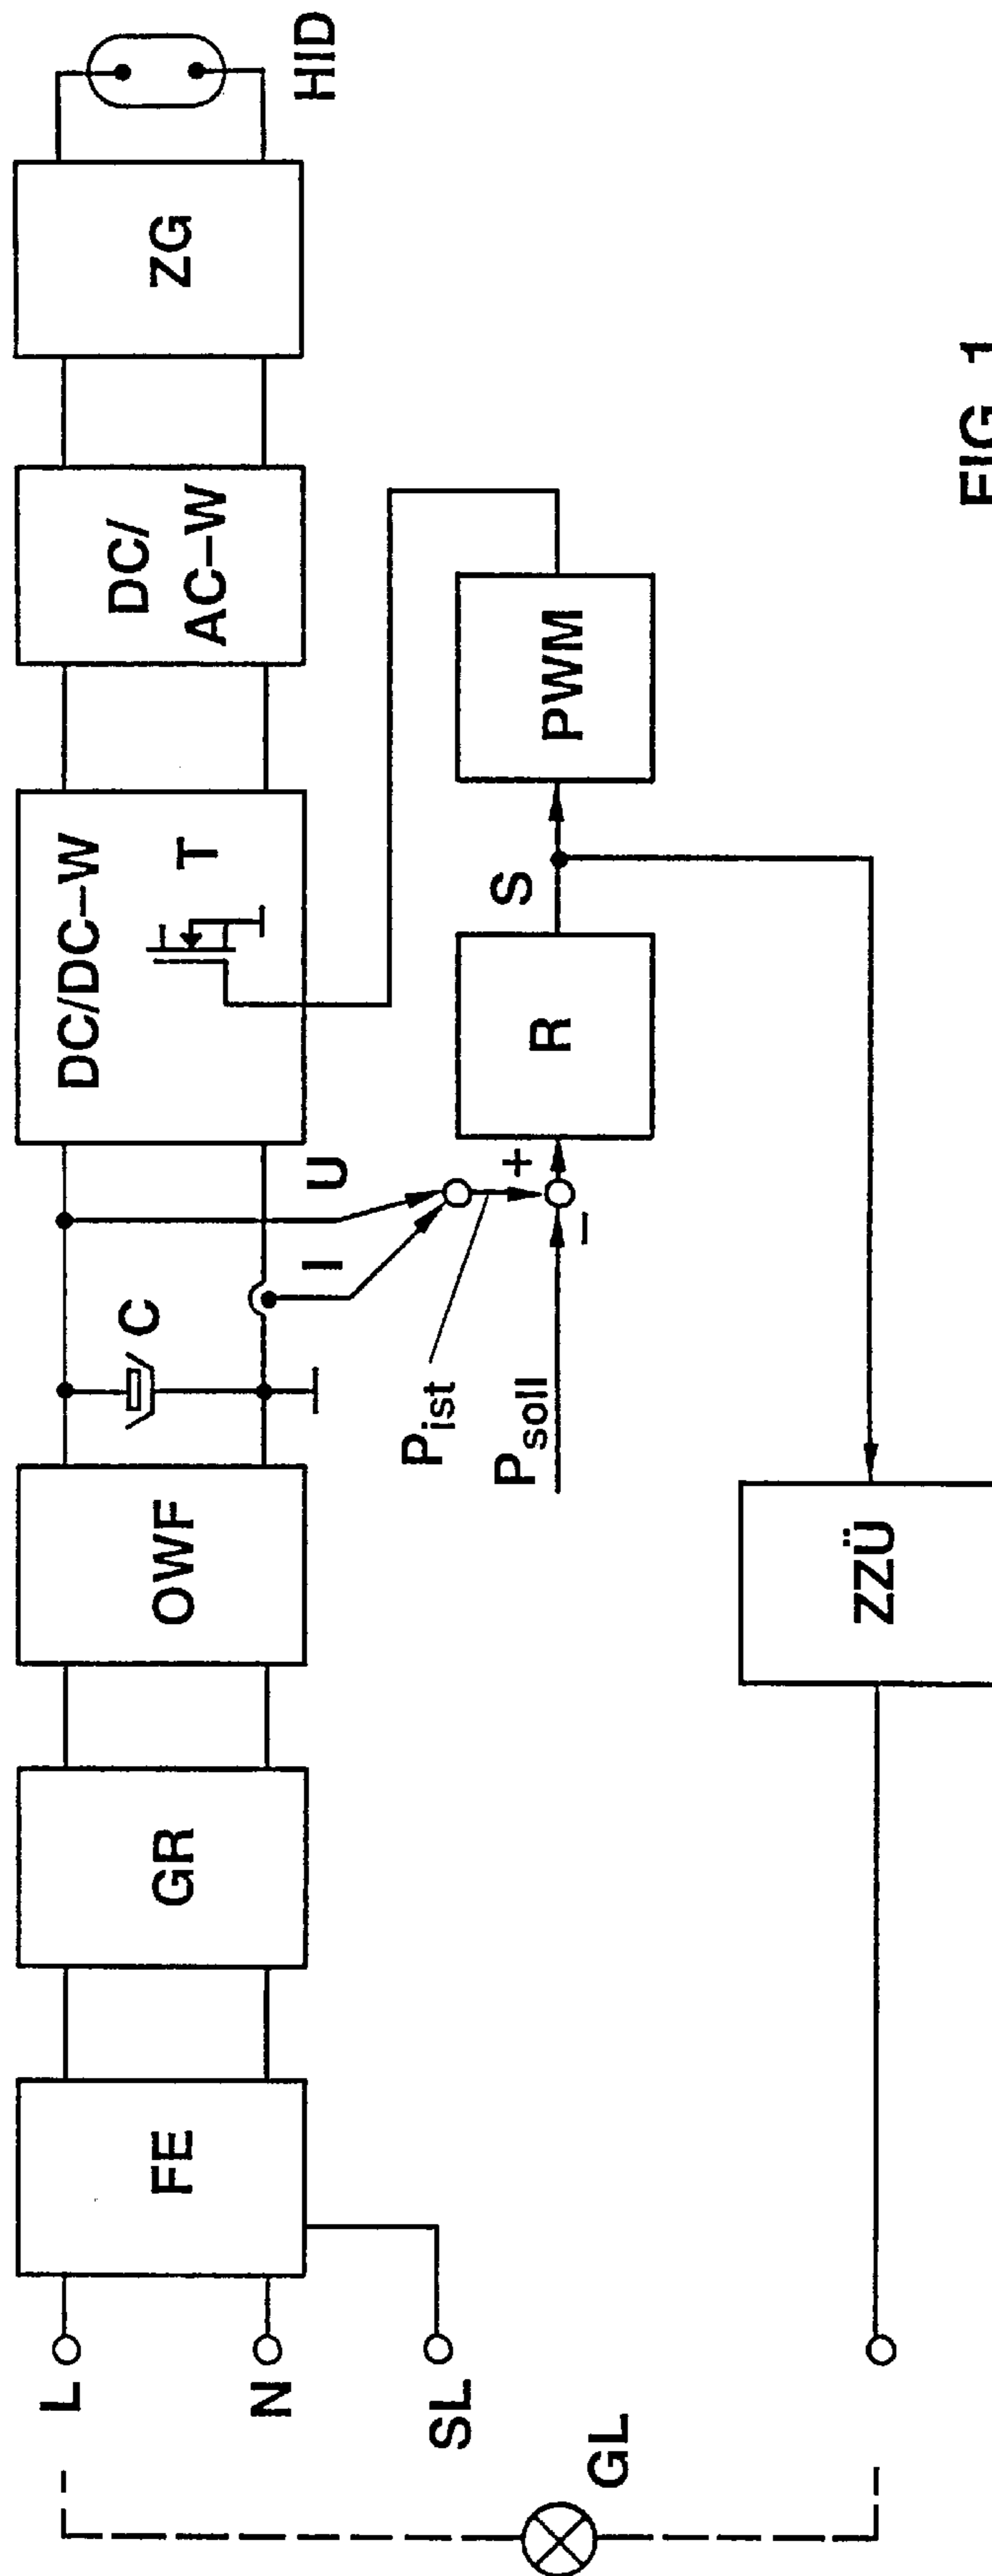 L
N
SL
GL
FE
GR
OWF
C
I
U
DC/DC–W
T
DC/
AC–W
ZG
HID
P_ist
P_soll
+
–
R
S
PWM
ZZÜ
FIG. 1